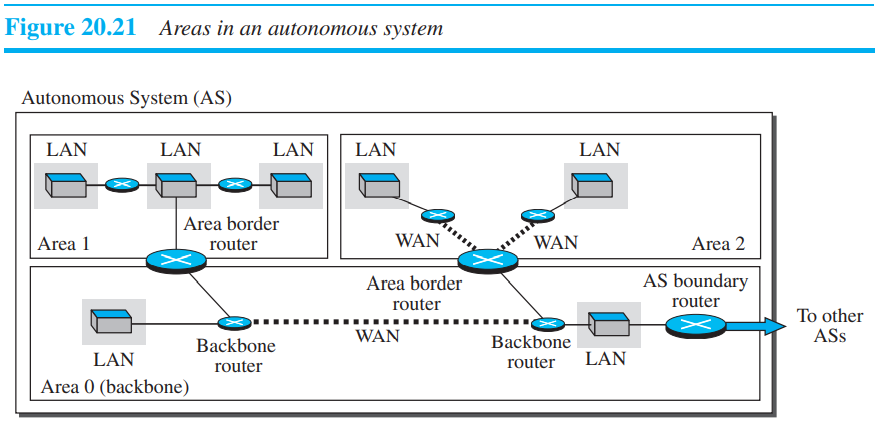 Figure 20.21 Areas in an autonomous system
Autonomous System (AS)
LAN
LAN
LAN
Area border
router
Area 1
LAN
LAN
WAN
WAN
Area 2
Area border
router
AS boundary
router
To other
ASs
LAN
Backbone
router
WAN
Backbone
router
LAN
Area 0 (backbone)